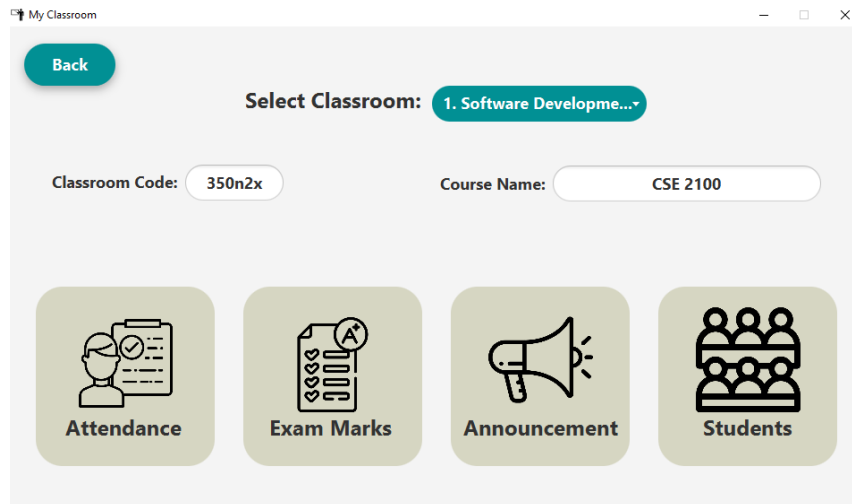 My Classroom
Back
Select Classroom: 1. Software Developme...
Classroom Code: 350n2x Course Name: CSE 2100
A+
Attendance Exam Marks Announcement Students